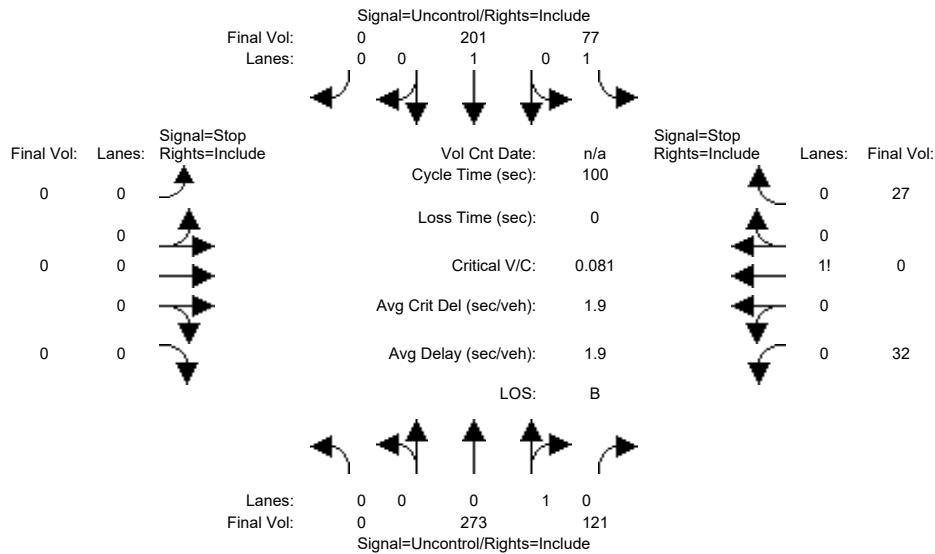 Signal=Uncontrol/Rights=Include
Final Vol: 0 201 77
Lanes: 0 0 1 0 1
Signal=Stop
Final Vol: Lanes: Rights=Include
Vol Cnt Date: n/a
Signal=Stop
Rights=Include Lanes: Final Vol:
Cycle Time (sec): 100
0 0
0 27
Loss Time (sec): 0
0
0
0 0
Critical V/C: 0.081
1! 0
0
Avg Crit Del (sec/veh): 1.9
0
0 0
Avg Delay (sec/veh): 1.9
0 32
LOS: B
Lanes: 0 0 0 1 0
Final Vol: 0 273 121
Signal=Uncontrol/Rights=Include